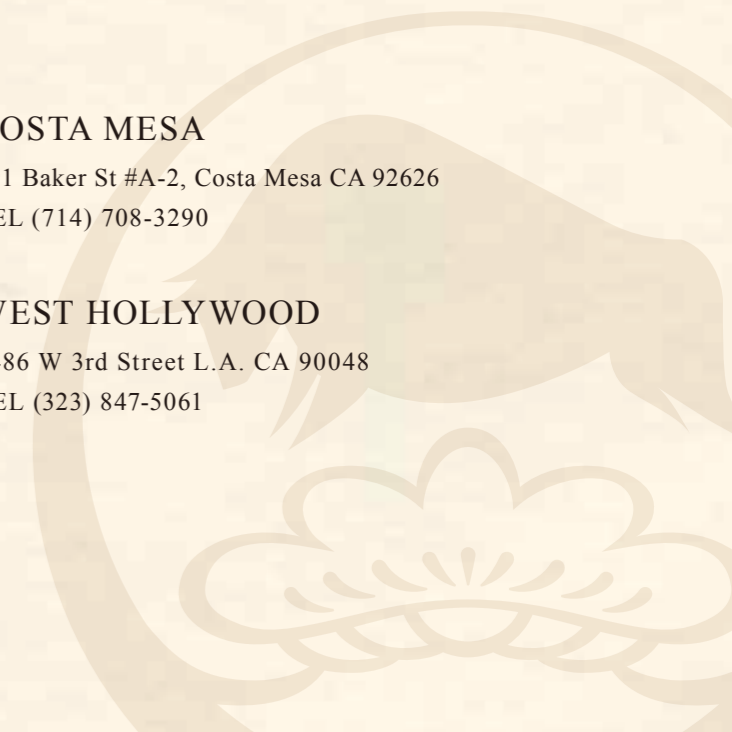 OSTA MESA
1 Baker St #A-2, Costa Mesa CA 92626
EL (714) 708-3290
EST HOLLYWOOD
86 W 3rd Street L.A. CA 90048
EL (323) 847-5061